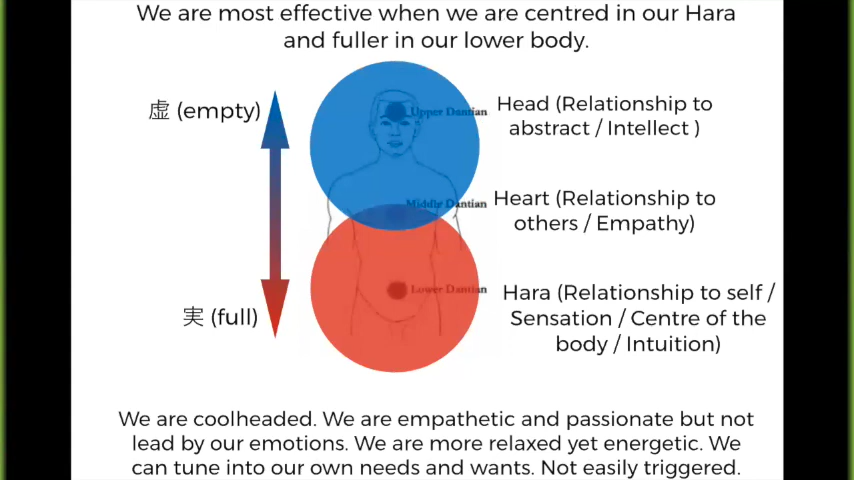 We are most effective when we are centred in our Hara
and fuller in our lower body.
虚 (empty)
Upper Dantian
Head (Relationship to
abstract / Intellect )
Middle Dantian
Heart (Relationship to
others / Empathy)
Lower Dantian
Hara (Relationship to self /
Sensation / Centre of the
body / Intuition)
実 (full)
We are coolheaded. We are empathetic and passionate but not
lead by our emotions. We are more relaxed yet energetic. We
can tune into our own needs and wants. Not easily triggered.